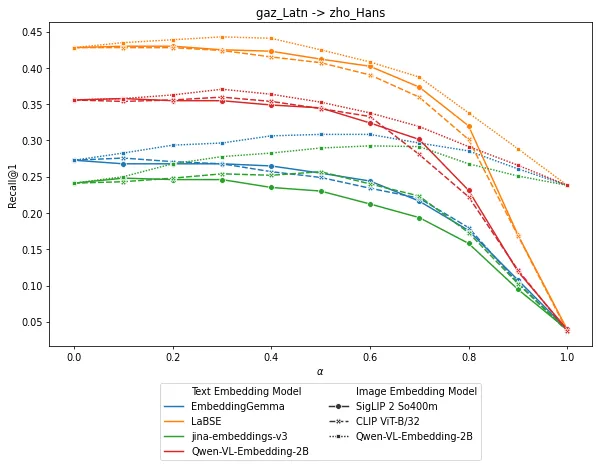 gaz_Latn -> zho_Hans
0.45
0.40
0.35
0.30
0.25
0.20
0.15
0.10
0.05
Recall@1
0.0 0.2 0.4 0.6 0.8 1.0
α
Text Embedding Model Image Embedding Model
EmbeddingGemma SigLIP 2 So400m
LaBSE CLIP ViT-B/32
jina-embeddings-v3 Qwen-VL-Embedding-2B
Qwen-VL-Embedding-2B